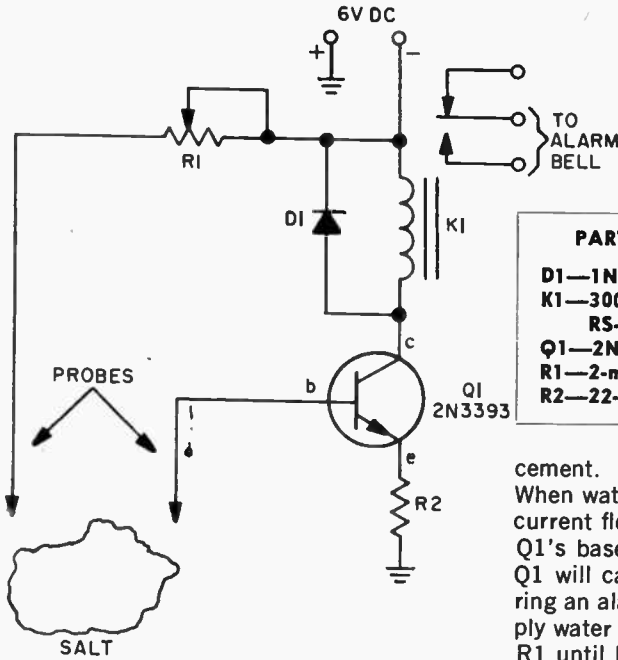 6V DC
+
-
R1
TO
ALARM
BELL
D1
K1
PART
D1—1N
K1—300
RS-
Q1—2N
R1—2-m
R2—22-
c
PROBES
b
Q1
2N3393
e
R2
SALT
cement.
When wat
current fle
Q1's base
Q1 will ca
ring an ala
ply water
R1 until